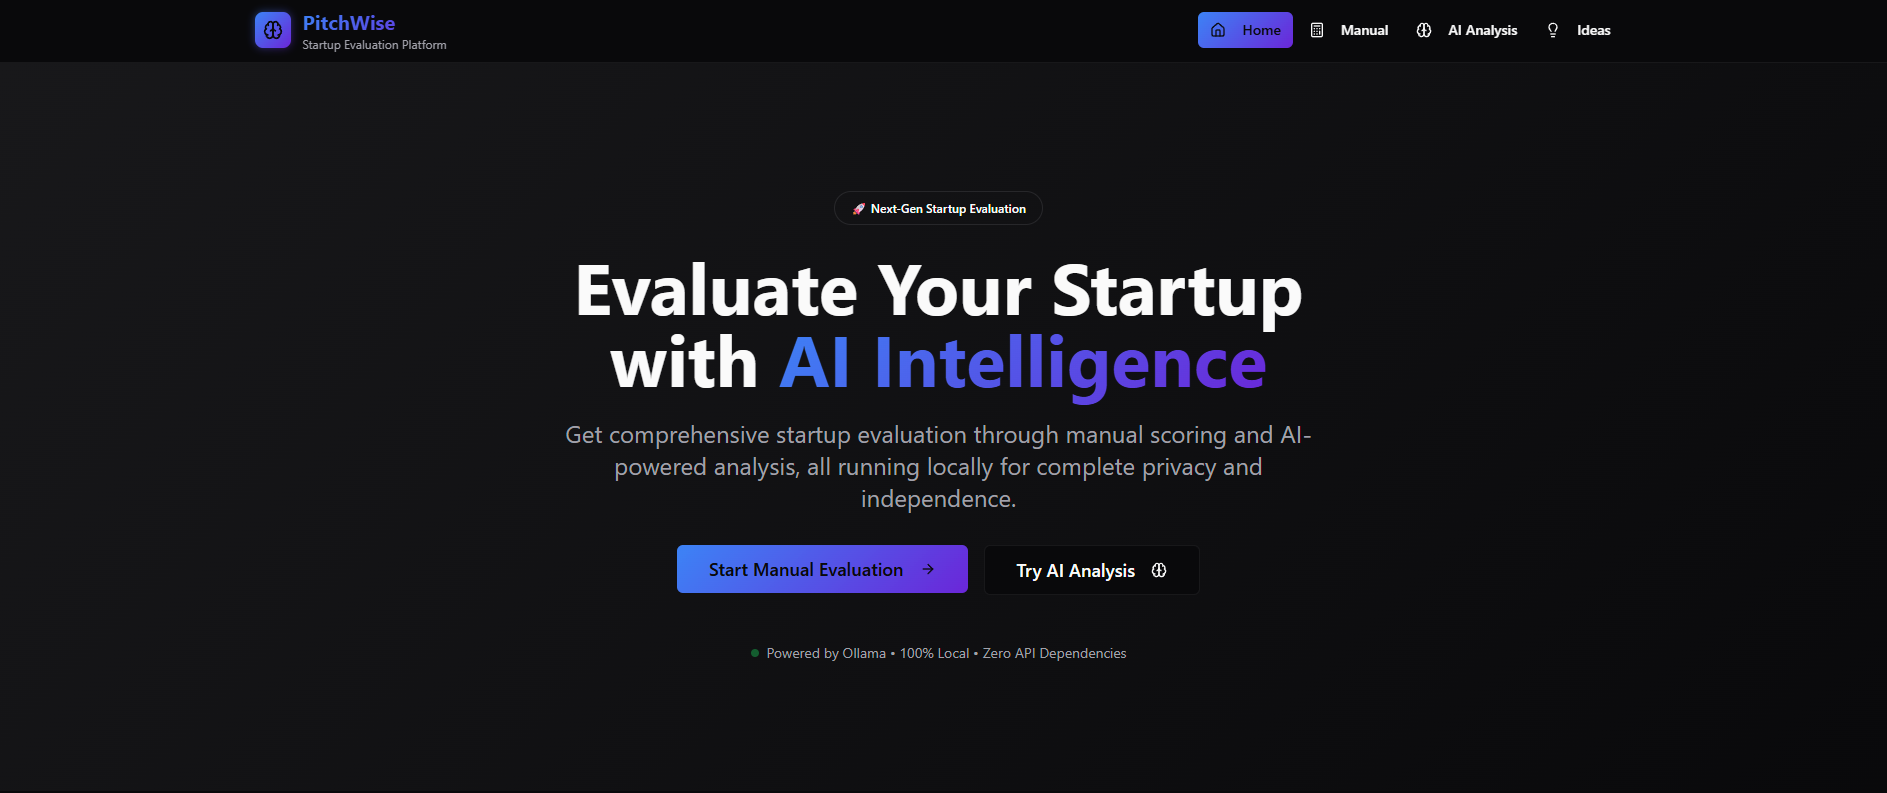 PitchWise
Startup Evaluation Platform
Home
Manual
AI Analysis
Ideas
🚀 Next-Gen Startup Evaluation
Evaluate Your Startup
with AI Intelligence
Get comprehensive startup evaluation through manual scoring and AI-
powered analysis, all running locally for complete privacy and
independence.
Start Manual Evaluation →
Try AI Analysis
Powered by Ollama • 100% Local • Zero API Dependencies